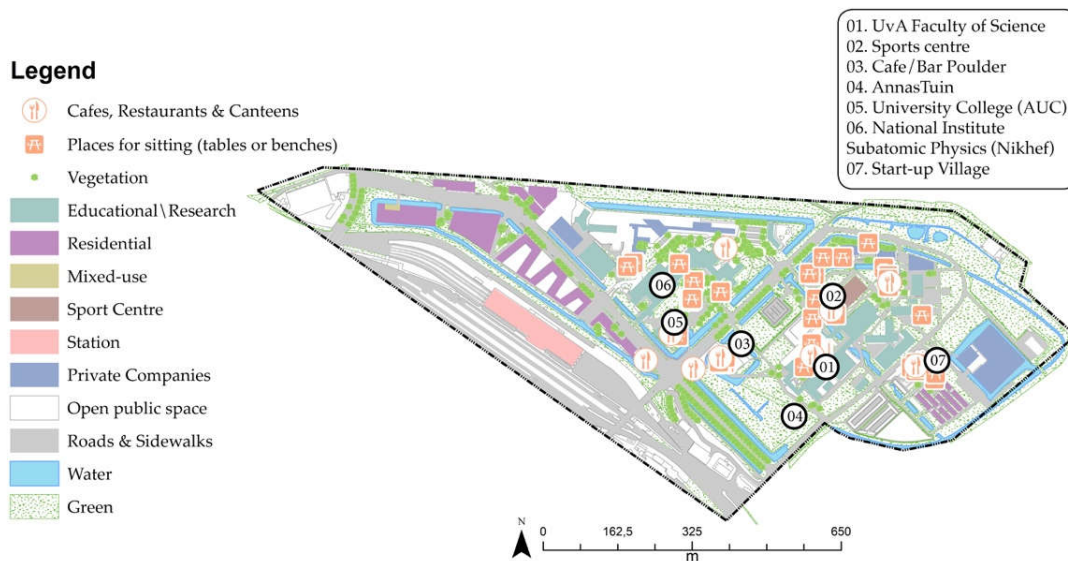 01. UvA Faculty of Science
02. Sports centre
03. Cafe/Bar Poulder
04. AnnasTuin
05. University College (AUC)
06. National Institute
Subatomic Physics (Nikhef)
07. Start-up Village
Legend
Cafes, Restaurants & Canteens
Places for sitting (tables or benches)
Vegetation
Educational\Research
Residential
Mixed-use
Sport Centre
Station
Private Companies
Open public space
Roads & Sidewalks
Water
Green
06
02
05
03
01
07
04
N
0 162,5 325 650
m